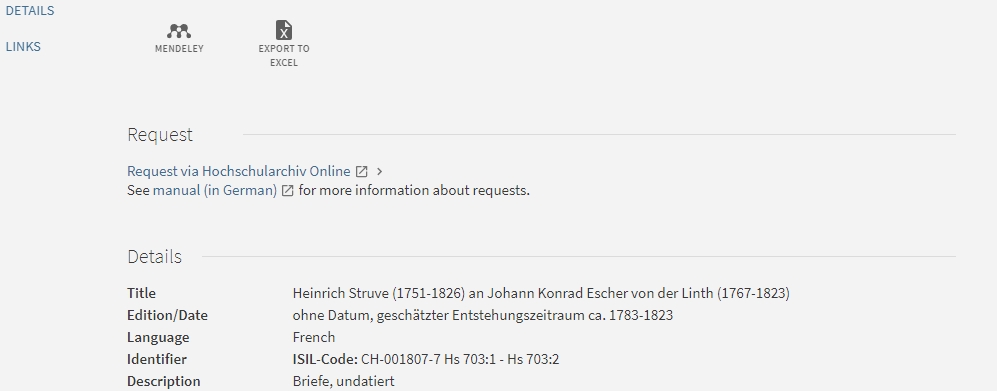 DETAILS
LINKS
MENDELEY
EXPORT TO
EXCEL
Request
Request via Hochschularchiv Online
See manual (in German) for more information about requests.
Details
Title Heinrich Struve (1751-1826) an Johann Konrad Escher von der Linth (1767-1823)
Edition/Date ohne Datum, geschätzter Entstehungszeitraum ca. 1783-1823
Language French
Identifier ISIL-Code: CH-001807-7 Hs 703:1 - Hs 703:2
Description Briefe, undatiert